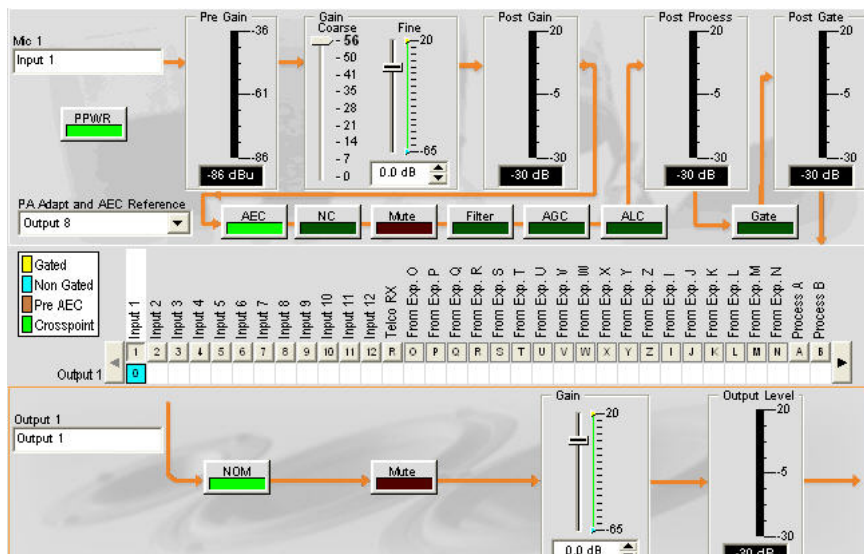 Mic 1
Input 1
PPWR
Pre Gain
-36
-61
-86
-86 dBu
Gain
Coarse
Fine
56
50
41
35
28
21
14
7
0
20
-65
0.0 dB
Post Gain
20
-5
-30
-30 dB
Post Process
20
-5
-30
-30 dB
Post Gate
20
-5
-30
-30 dB
PA Adapt and AEC Reference
Output 8
AEC
NC
Mute
Filter
AGC
ALC
Gate
Gated
Non Gated
Pre AEC
Crosspoint
Input 1
Input 2
Input 3
Input 4
Input 5
Input 6
Input 7
Input 8
Input 9
Input 10
Input 11
Input 12
Telco RX
From Exp. O
From Exp. P
From Exp. Q
From Exp. R
From Exp. S
From Exp. T
From Exp. U
From Exp. V
From Exp. W
From Exp. X
From Exp. Y
From Exp. Z
From Exp. I
From Exp. J
From Exp. K
From Exp. L
From Exp. M
From Exp. N
Process A
Process B
1 2 3 4 5 6 7 8 9 10 11 12 R O P Q R S T U V W X Y Z I J K L M N A B
Output 1
0
Output 1
Output 1
NOM
Mute
Gain
20
-65
0.0 dB
Output Level
20
-5
-30
-30 dB